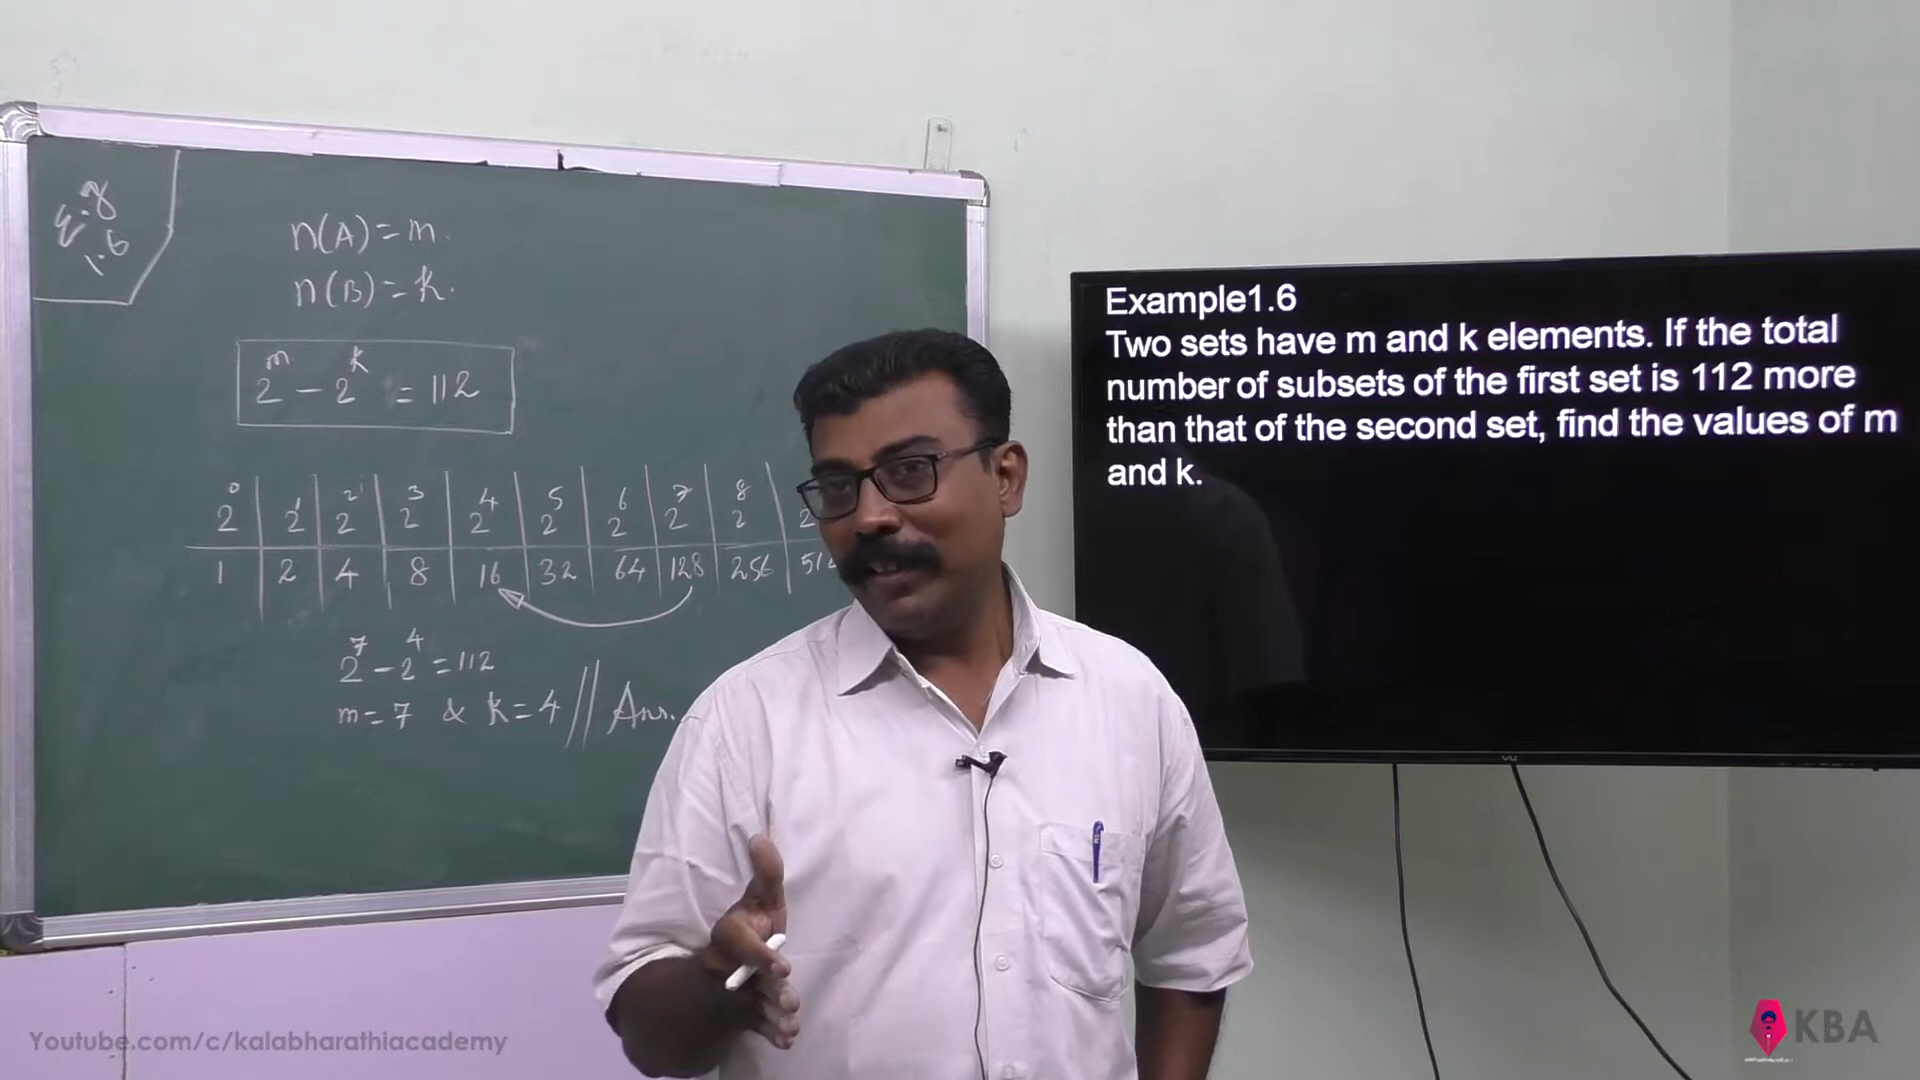 E.g
1.6
n(A) = m.
n(B) = k.
2^m − 2^k = 112
2^0 2^1 2^2 2^3 2^4 2^5 2^6 2^7 2^8 2
1 2 4 8 16 32 64 128 256 512
2^7 − 2^4 = 112
m = 7 & k = 4 // Ans.
Example1.6
Two sets have m and k elements. If the total
number of subsets of the first set is 112 more
than that of the second set, find the values of m
and k.
VU
Youtube.com/c/kalabharathiacademy
KBA